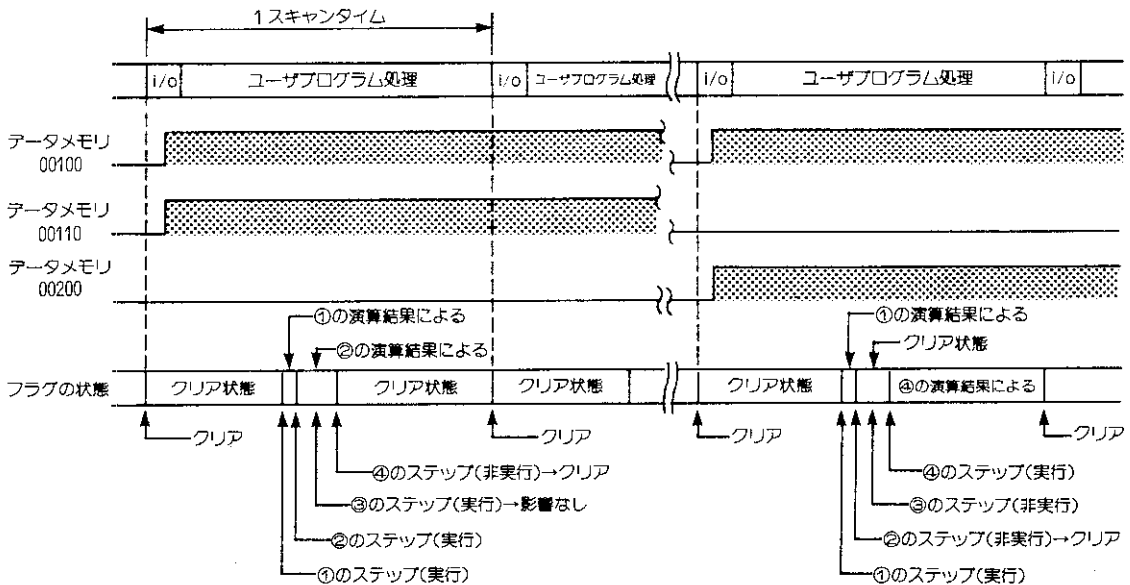 1スキャンタイム
i/o ユーザプログラム処理 i/o ユーザプログラム処理 i/o ユーザプログラム処理 i/o
データメモリ
00100
データメモリ
00110
データメモリ
00200
①の演算結果による ①の演算結果による
②の演算結果による クリア状態
フラグの状態 クリア状態 クリア状態 クリア状態 クリア状態 ④の演算結果による
クリア クリア クリア クリア
④のステップ(非実行)→クリア ④のステップ(実行)
③のステップ(実行)→影響なし ③のステップ(非実行)
②のステップ(実行) ②のステップ(非実行)→クリア
①のステップ(実行) ①のステップ(実行)